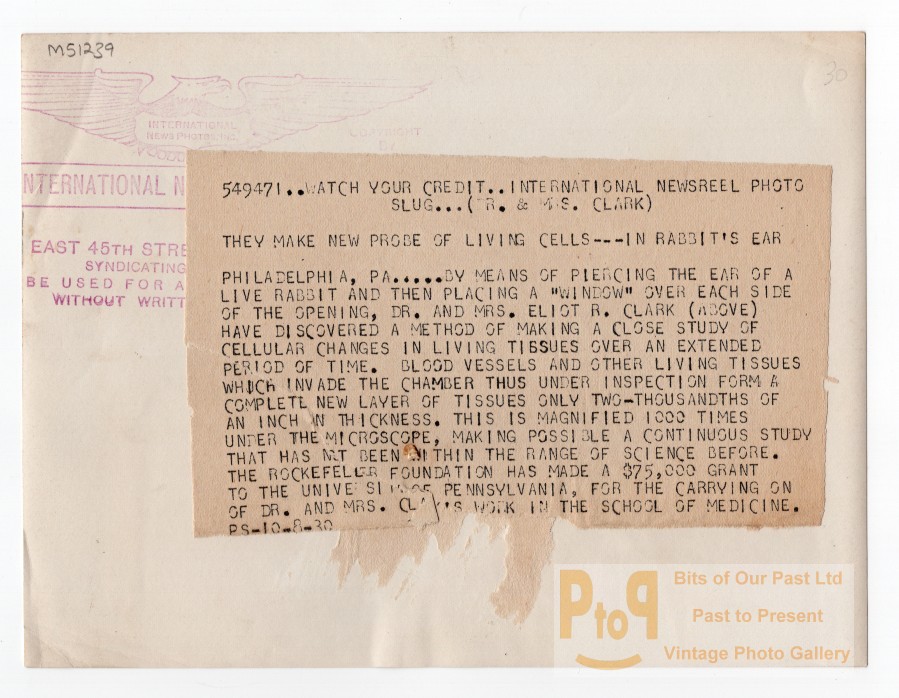 M51239
30
INTERNATIONAL
NEWS PHOTOS, INC.
INTERNATIONAL N
EAST 45TH STRE
SYNDICATING
BE USED FOR A
WITHOUT WRITT
549471..WATCH YOUR CREDIT..INTERNATIONAL NEWSREEL PHOTO
SLUG...(DR. & MRS. CLARK)
THEY MAKE NEW PROBE OF LIVING CELLS---IN RABBIT'S EAR
PHILADELPHIA, PA.....BY MEANS OF PIERCING THE EAR OF A
LIVE RABBIT AND THEN PLACING A "WINDOW" OVER EACH SIDE
OF THE OPENING, DR. AND MRS. ELIOT R. CLARK (ABOVE)
HAVE DISCOVERED A METHOD OF MAKING A CLOSE STUDY OF
CELLULAR CHANGES IN LIVING TISSUES OVER AN EXTENDED
PERIOD OF TIME. BLOOD VESSELS AND OTHER LIVING TISSUES
WHICH INVADE THE CHAMBER THUS UNDER INSPECTION FORM A
COMPLETE NEW LAYER OF TISSUES ONLY TWO-THOUSANDTHS OF
AN INCH IN THICKNESS. THIS IS MAGNIFIED 1000 TIMES
UNDER THE MICROSCOPE, MAKING POSSIBLE A CONTINUOUS STUDY
THAT HAS NOT BEEN WITHIN THE RANGE OF SCIENCE BEFORE.
THE ROCKEFELLER FOUNDATION HAS MADE A $75,000 GRANT
TO THE PENNSYLVANIA, FOR THE CARRYING ON
OF DR. AND MRS. CLARK'S WORK IN THE SCHOOL OF MEDICINE.
PS-10-8-30
PtoP
Bits of Our Past Ltd
Past to Present
Vintage Photo Gallery